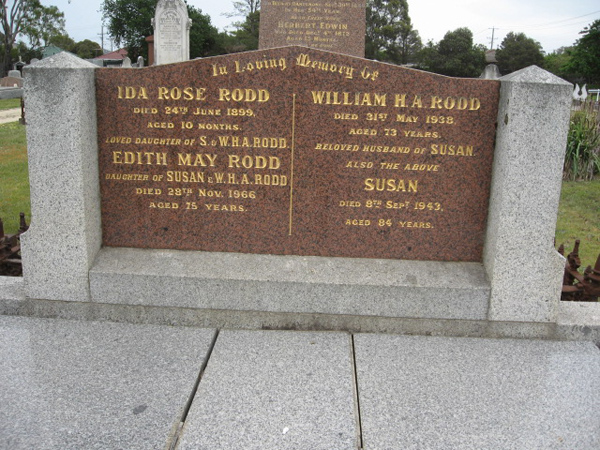 HERBERT EDWIN
In Loving Memory Of
IDA ROSE RODD
DIED 24TH JUNE 1899,
AGED 10 MONTHS.
LOVED DAUGHTER OF S. & W.H.A. RODD.
EDITH MAY RODD
DAUGHTER OF SUSAN & W.H.A. RODD
DIED 28TH NOV. 1966
AGED 75 YEARS.
WILLIAM H.A. RODD
DIED 31ST MAY 1938.
AGED 73 YEARS.
BELOVED HUSBAND OF SUSAN.
ALSO THE ABOVE
SUSAN
DIED 8TH SEPT 1943.
AGED 84 YEARS.